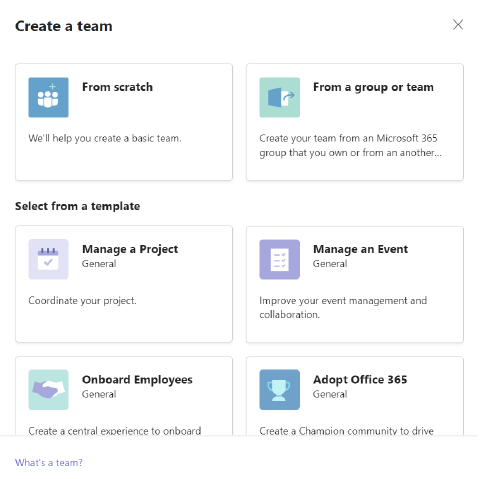 Create a team
From scratch
We'll help you create a basic team.
From a group or team
Create your team from an Microsoft 365
group that you own or from an another...
Select from a template
Manage a Project
General
Coordinate your project.
Manage an Event
General
Improve your event management and
collaboration.
Onboard Employees
General
Create a central experience to onboard
Adopt Office 365
General
Create a Champion community to drive
What's a team?